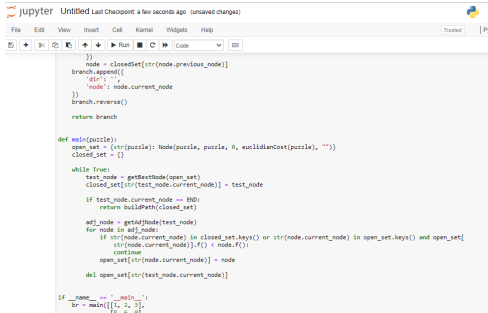 jupyter Untitled Last Checkpoint: a few seconds ago (unsaved changes)
File Edit View Insert Cell Kernel Widgets Help Trusted
Run Code
})
node = closedSet[str(node.previous_node)]
branch.append({
'dir': '',
'node': node.current_node
})
branch.reverse()
return branch
def main(puzzle):
open_set = {str(puzzle): Node(puzzle, puzzle, 0, euclidianCost(puzzle), "")}
closed_set = {}
while True:
test_node = getBestNode(open_set)
closed_set[str(test_node.current_node)] = test_node
if test_node.current_node == END:
return buildPath(closed_set)
adj_node = getAdjNode(test_node)
for node in adj_node:
if str(node.current_node) in closed_set.keys() or str(node.current_node) in open_set.keys() and open_set[
str(node.current_node)].f() < node.f():
continue
open_set[str(node.current_node)] = node
del open_set[str(test_node.current_node)]
if __name__ == '__main__':
br = main([[1, 2, 3],